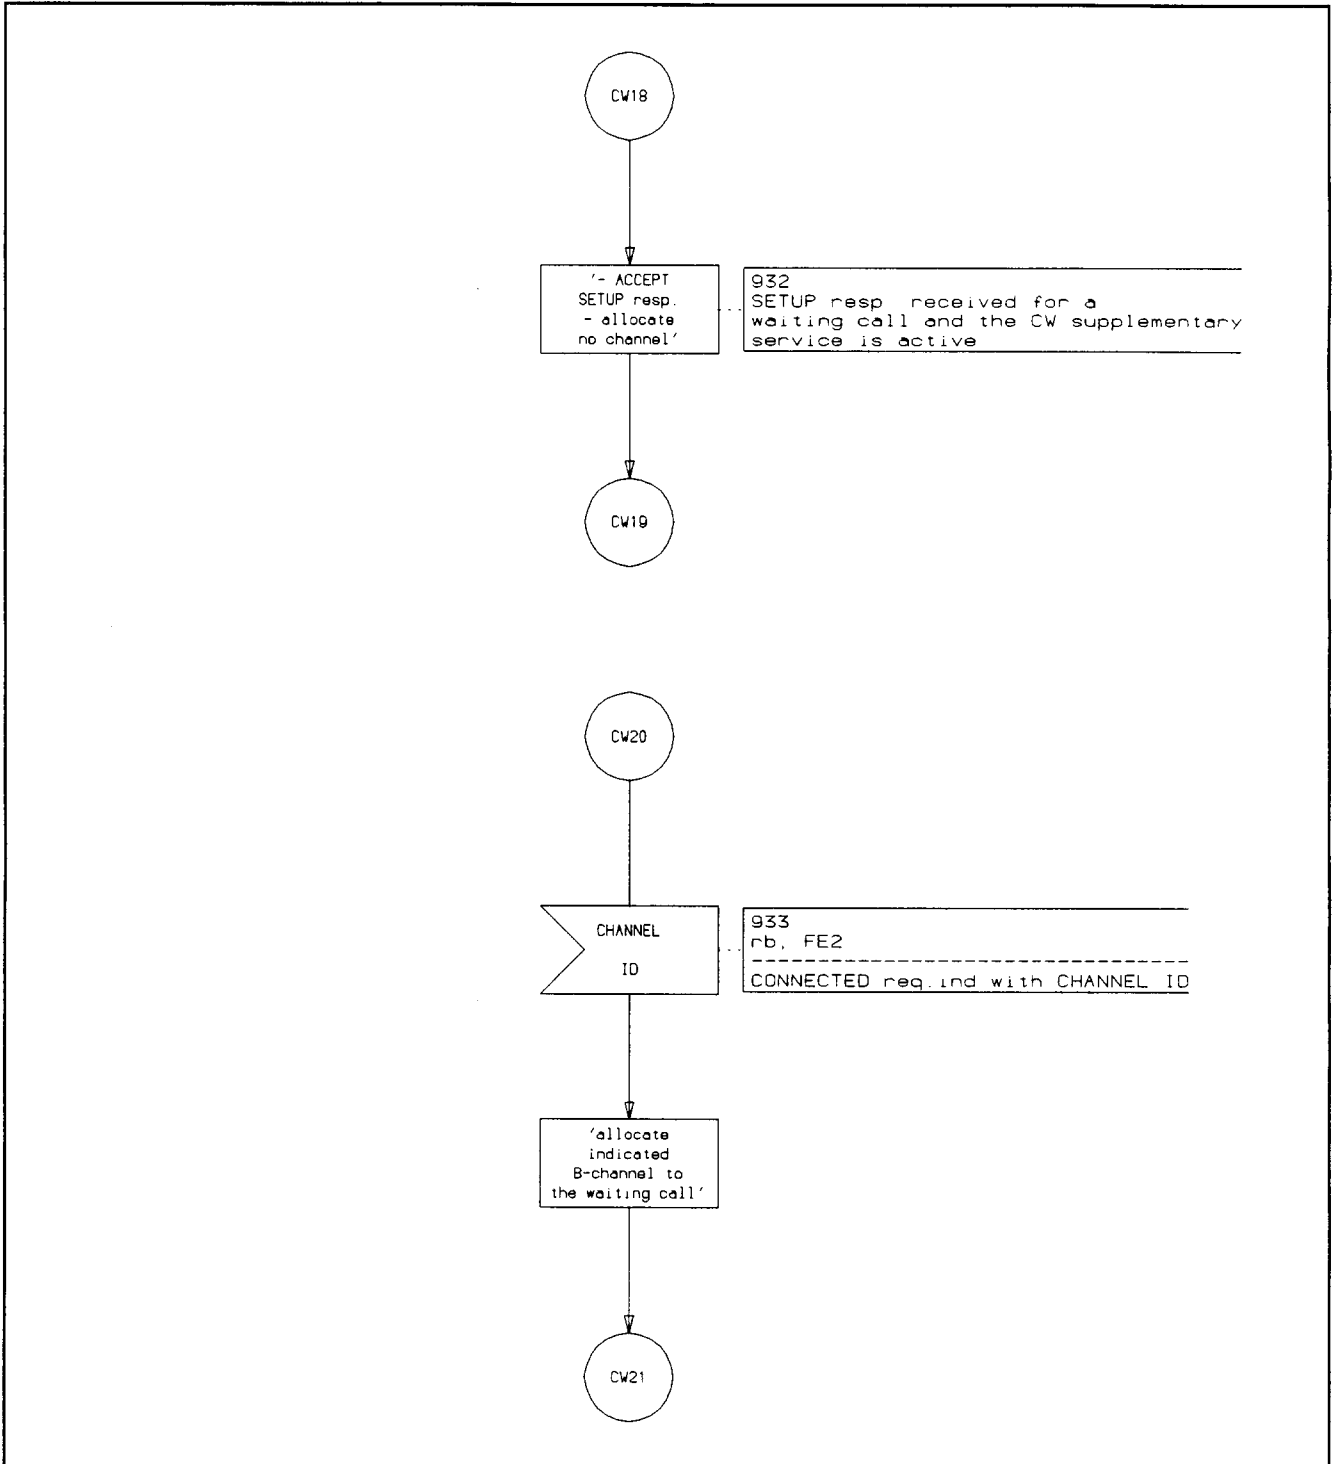 CW18
'- ACCEPT
SETUP resp.
- allocate
no channel'
932
SETUP resp received for a
waiting call and the CW supplementary
service is active
CW19
CW20
CHANNEL
ID
933
rb, FE2
CONNECTED req.ind with CHANNEL ID
'allocate
indicated
B-channel to
the waiting call'
CW21